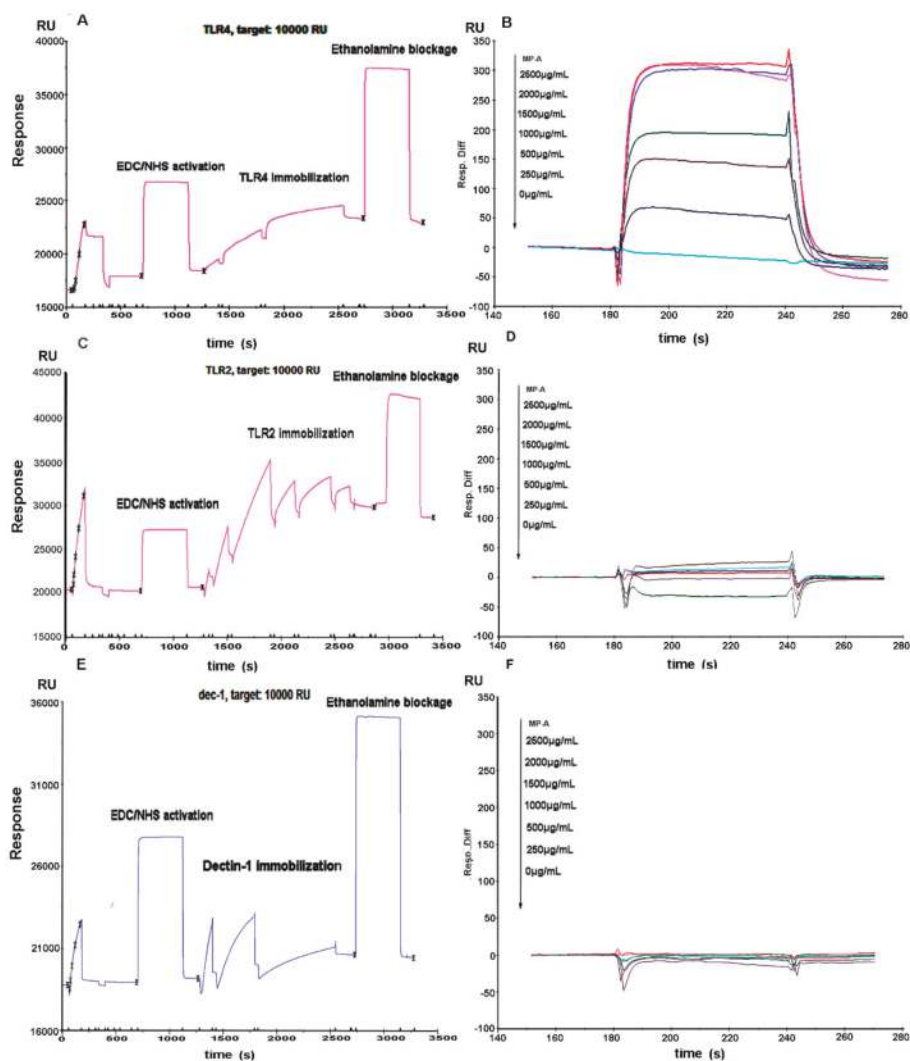 A
RU
TLR4, target: 10000 RU
Ethanolamine blockage
EDC/NHS activation
TLR4 immobilization
Response
40000
35000
30000
25000
20000
15000
0 500 1000 1500 2000 2500 3000 3500
time (s)
B
RU
MP-A
2500µg/mL
2000µg/mL
1500µg/mL
1000µg/mL
500µg/mL
250µg/mL
0µg/mL
Resp. Diff
350
300
250
200
150
100
50
0
-50
-100
140 160 180 200 220 240 260 280
time (s)
C
RU
TLR2, target: 10000 RU
Ethanolamine blockage
TLR2 immobilization
EDC/NHS activation
Response
45000
40000
35000
30000
25000
20000
15000
0 500 1000 1500 2000 2500 3000 3500
time (s)
D
RU
MP-A
2500µg/mL
2000µg/mL
1500µg/mL
1000µg/mL
500µg/mL
250µg/mL
0µg/mL
Resp. Diff
350
300
250
200
150
100
50
0
-50
-100
140 160 180 200 220 240 260 280
time (s)
E
RU
dec-1, target: 10000 RU
Ethanolamine blockage
EDC/NHS activation
Dectin-1 immobilization
Response
36000
31000
26000
21000
16000
0 500 1000 1500 2000 2500 3000 3500
time (s)
F
RU
MP-A
2500µg/mL
2000µg/mL
1500µg/mL
1000µg/mL
500µg/mL
250µg/mL
0µg/mL
Resp. Diff
350
300
250
200
150
100
50
0
-50
-100
140 160 180 200 220 240 260 280
time (s)